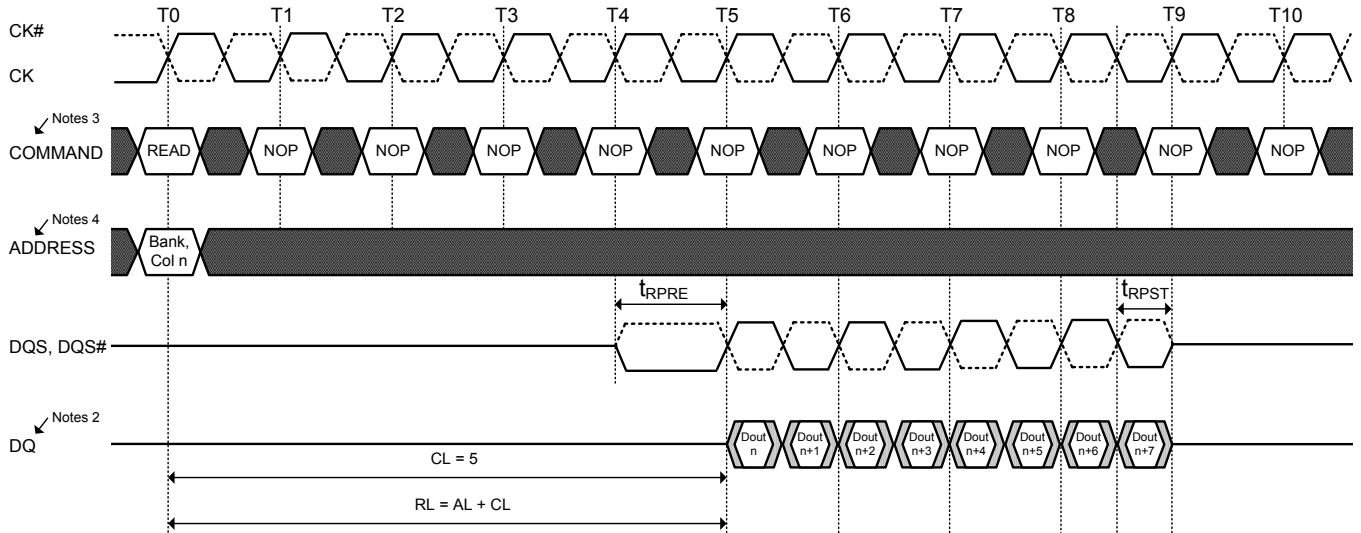 T0 T1 T2 T3 T4 T5 T6 T7 T8 T9 T10
CK#
CK
Notes 3
COMMAND READ NOP NOP NOP NOP NOP NOP NOP NOP NOP NOP
Notes 4
ADDRESS
Bank,
Col n
tRPRE tRPST
DQS, DQS#
Notes 2
DQ
Dout Dout Dout Dout Dout Dout Dout Dout
n n+1 n+2 n+3 n+4 n+5 n+6 n+7
CL = 5
RL = AL + CL